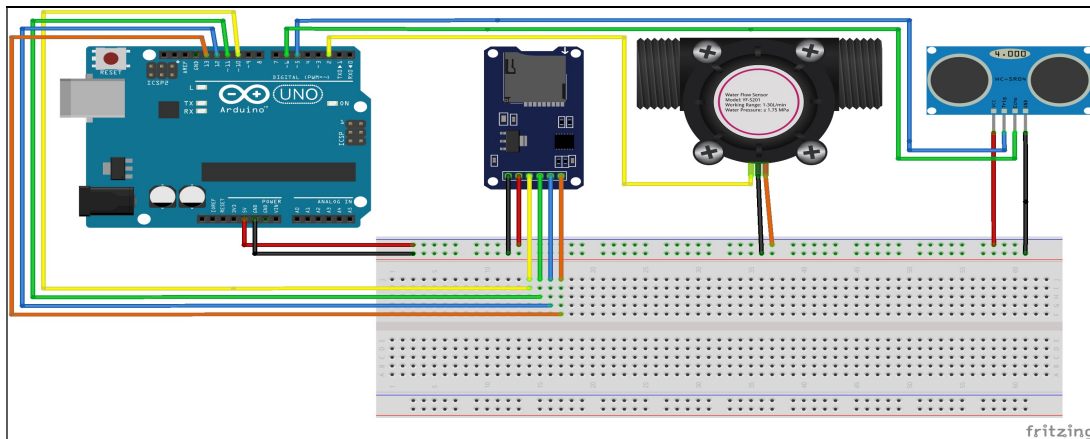 RESET
ICSP2
L
TX
RX
AREF
GND
13
12
~11
~10
~9
8
7
~6
~5
4
~3
2
TX0▶1
RX0◀0
DIGITAL (PWM=~)
Arduino
UNO
ON
ICSP
POWER
ANALOG IN
IOREF
RESET
3V3
5V
GND
GND
VIN
A0
A1
A2
A3
A4
A5
Water Flow Sensor
Model: YF-S201
Working Range: 1-30L/min
Water Pressure: ≤ 1.75 MPa
4.000
HC-SR04
VCC
Trig
Echo
GND
fritzing